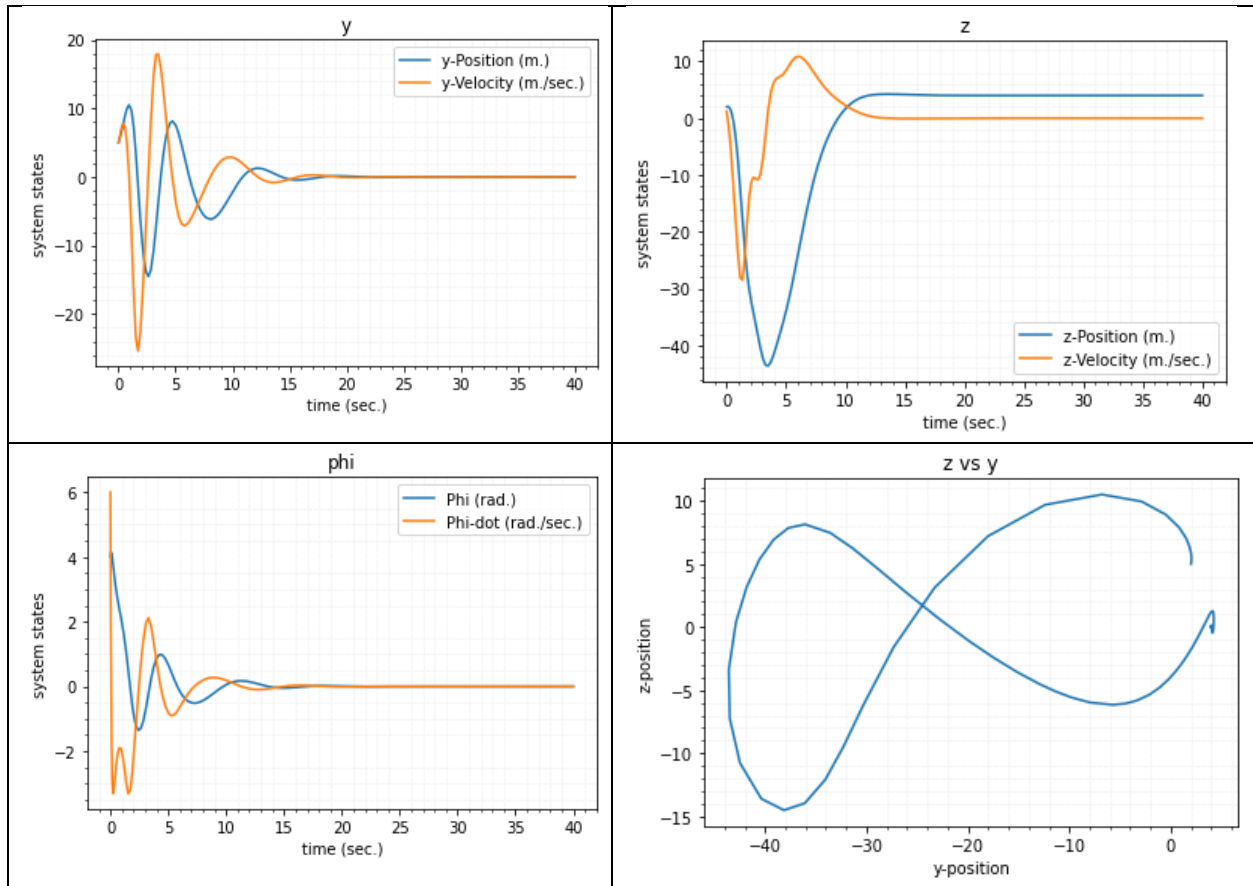 y
y-Position (m.)
y-Velocity (m./sec.)
system states
20
10
0
−10
−20
0 5 10 15 20 25 30 35 40
time (sec.)
z
z-Position (m.)
z-Velocity (m./sec.)
system states
10
0
−10
−20
−30
−40
0 5 10 15 20 25 30 35 40
time (sec.)
phi
Phi (rad.)
Phi-dot (rad./sec.)
system states
6
4
2
0
−2
0 5 10 15 20 25 30 35 40
time (sec.)
z vs y
z-position
10
5
0
−5
−10
−15
−40 −30 −20 −10 0
y-position